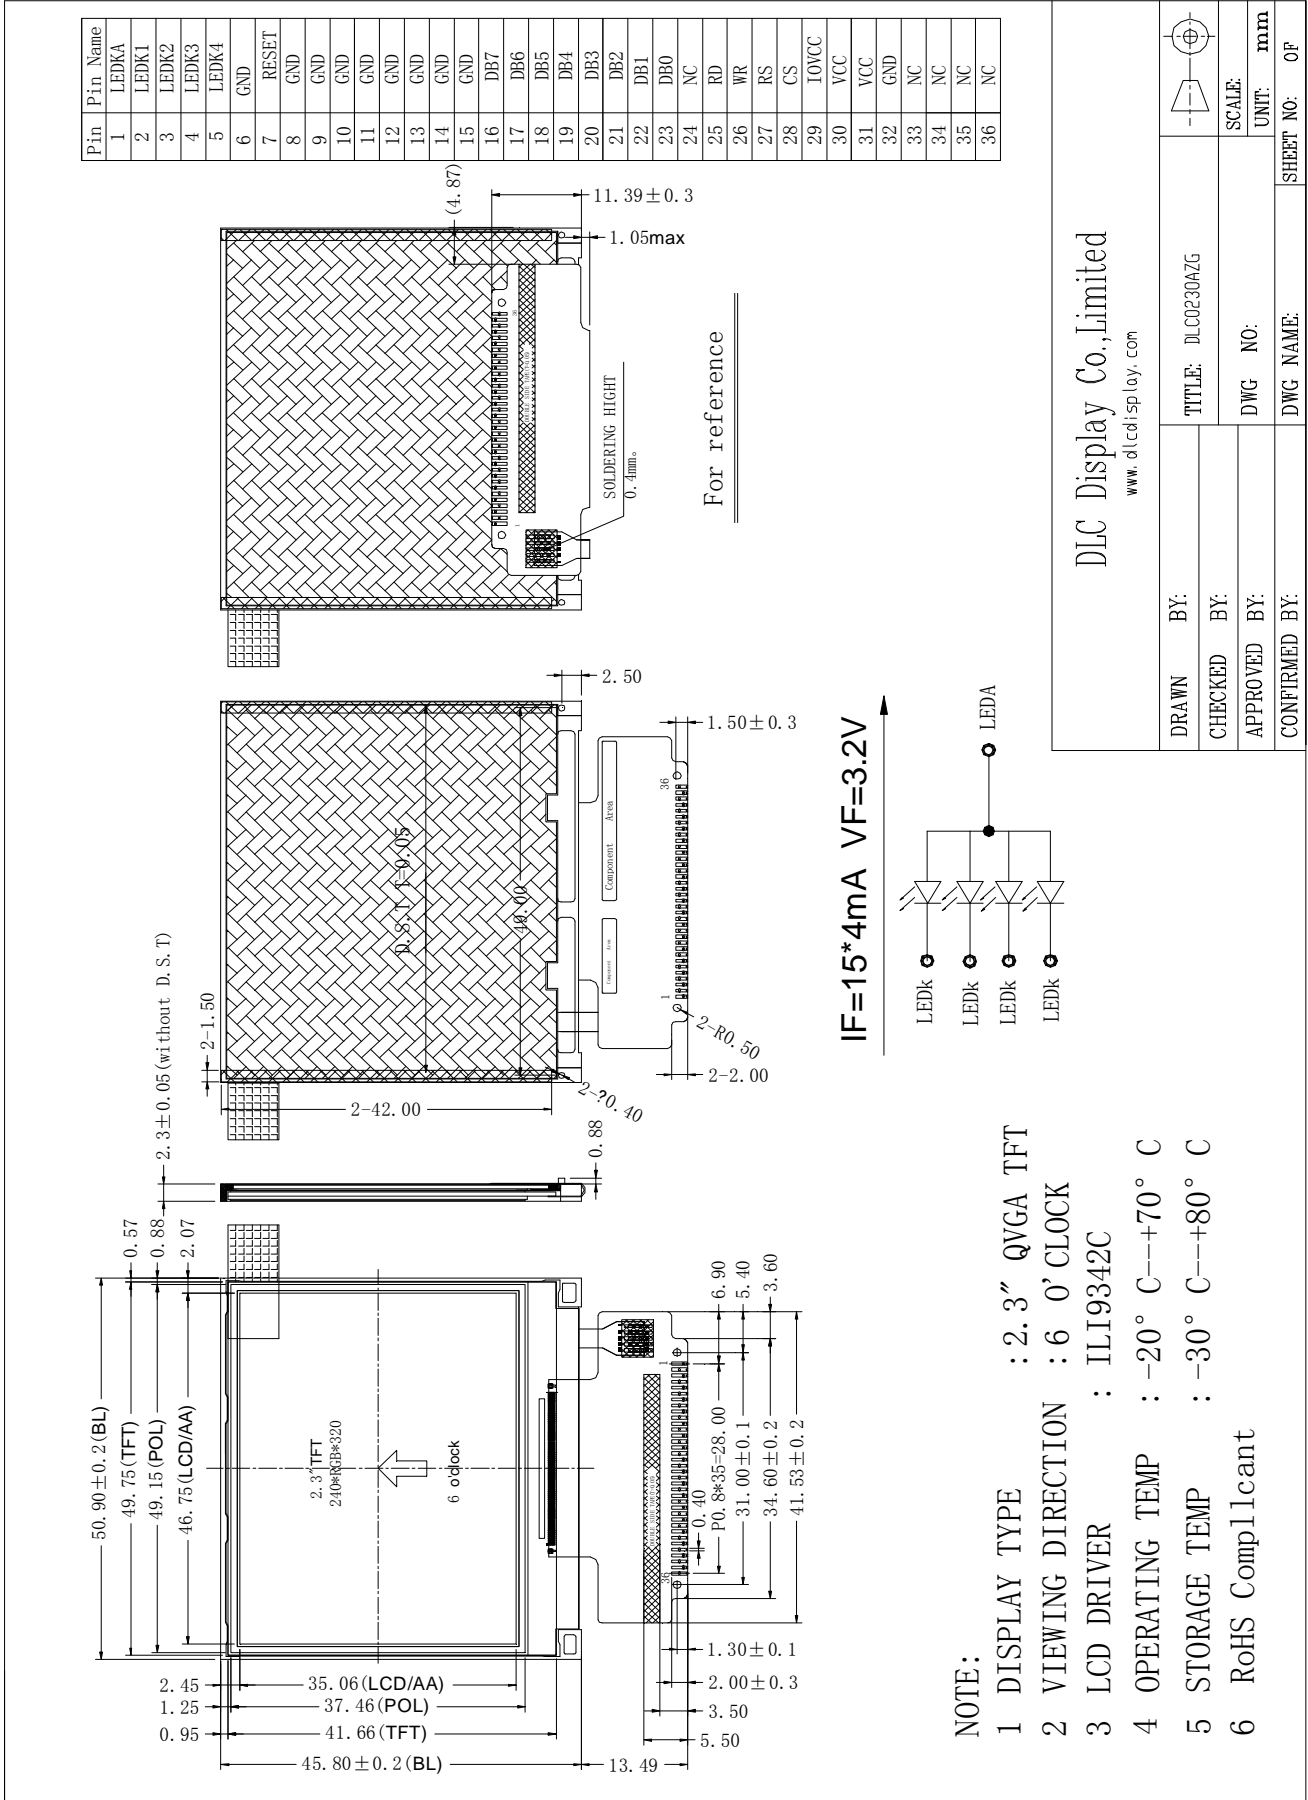 Pin Pin Name
1 LEDKA
2 LEDK1
3 LEDK2
4 LEDK3
5 LEDK4
6 GND
7 RESET
8 GND
9 GND
10 GND
11 GND
12 GND
13 GND
14 GND
15 GND
16 DB7
17 DB6
18 DB5
19 DB4
20 DB3
21 DB2
22 DB1
23 DB0
24 NC
25 RD
26 WR
27 RS
28 CS
29 IOVCC
30 VCC
31 VCC
32 GND
33 NC
34 NC
35 NC
36 NC
50.90±0.2(BL)
49.75(TFT)
49.15(POL)
46.75(LCD/AA)
0.57
0.88
2.07
2.3"TFT
240*RGB*320
6 o'clock
2.45
35.06(LCD/AA)
1.25
37.46(POL)
0.95
41.66(TFT)
45.80±0.2(BL)
13.49
1
36
0.40
P0.8*35=28.00
31.00±0.1
34.60±0.2
41.53±0.2
6.90
5.40
3.60
1.30±0.1
2.00±0.3
3.50
5.50
2.3±0.05(without D.S.T)
0.88
2-1.50
2-42.00
D.S.T T=0.05
49.00
2-?0.40
2.50
Component Area
Component Area
1
36
1.50±0.3
2-R0.50
2-2.00
(4.87)
11.39±0.3
1.05max
1
36
SOLDERING HIGHT
0.4mm。
For reference
IF=15*4mA VF=3.2V
LEDA
LEDk
LEDk
LEDk
LEDk
NOTE:
1 DISPLAY TYPE :2.3" QVGA TFT
2 VIEWING DIRECTION :6 O'CLOCK
3 LCD DRIVER : ILI9342C
4 OPERATING TEMP :-20° C--+70° C
5 STORAGE TEMP :-30° C--+80° C
6 RoHS Compllcant
DLC Display Co.,Limited
www.dlcdisplay.com
DRAWN BY:
TITLE: DLC0230AZG
CHECKED BY:
SCALE:
APPROVED BY:
DWG NO:
UNIT: mm
CONFIRMED BY:
DWG NAME:
SHEET NO: OF